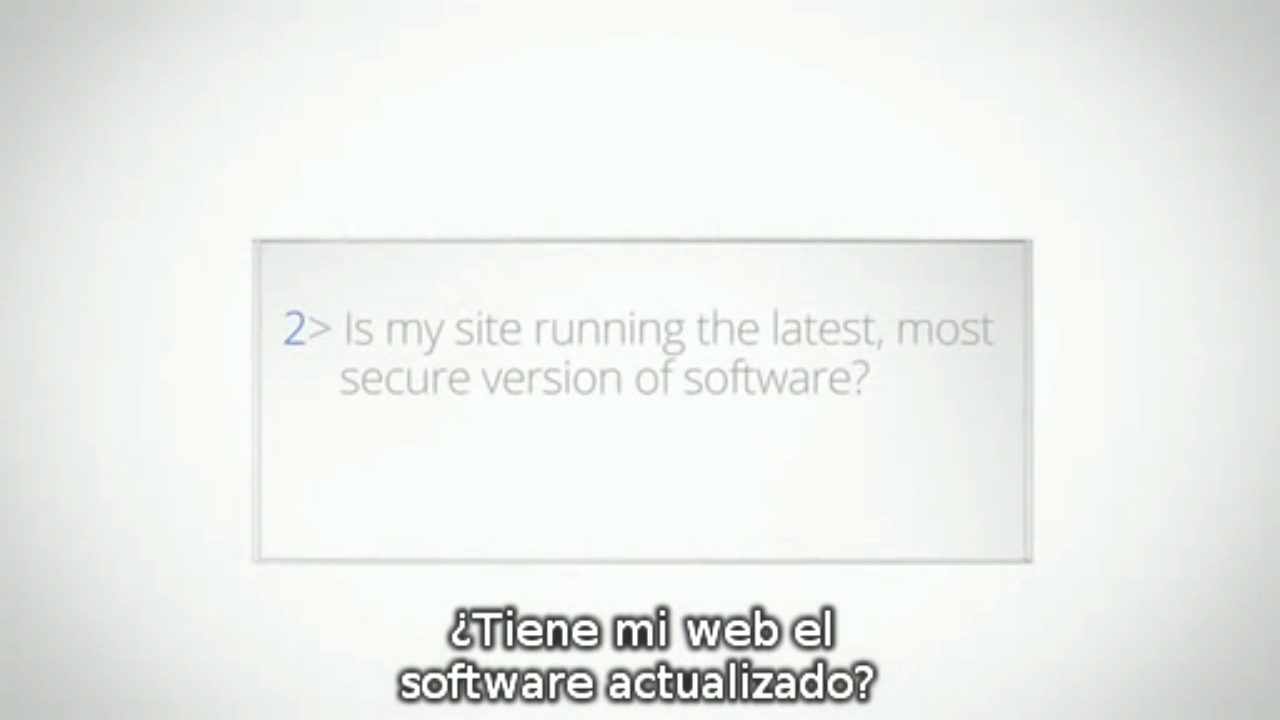 2> Is my site running the latest, most
secure version of software?
¿Tiene mi web el
software actualizado?